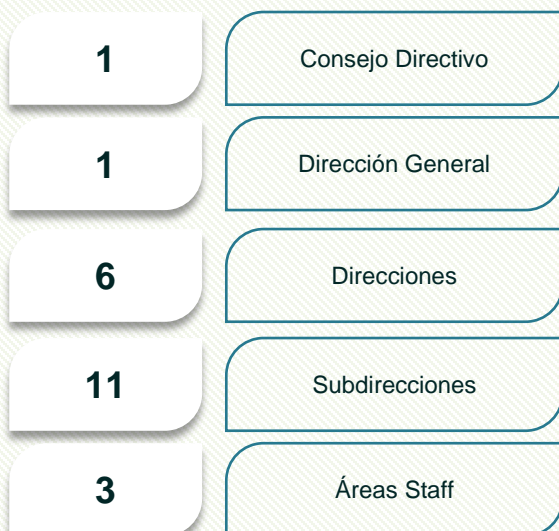 1
Consejo Directivo
1
Dirección General
6
Direcciones
11
Subdirecciones
3
Áreas Staff